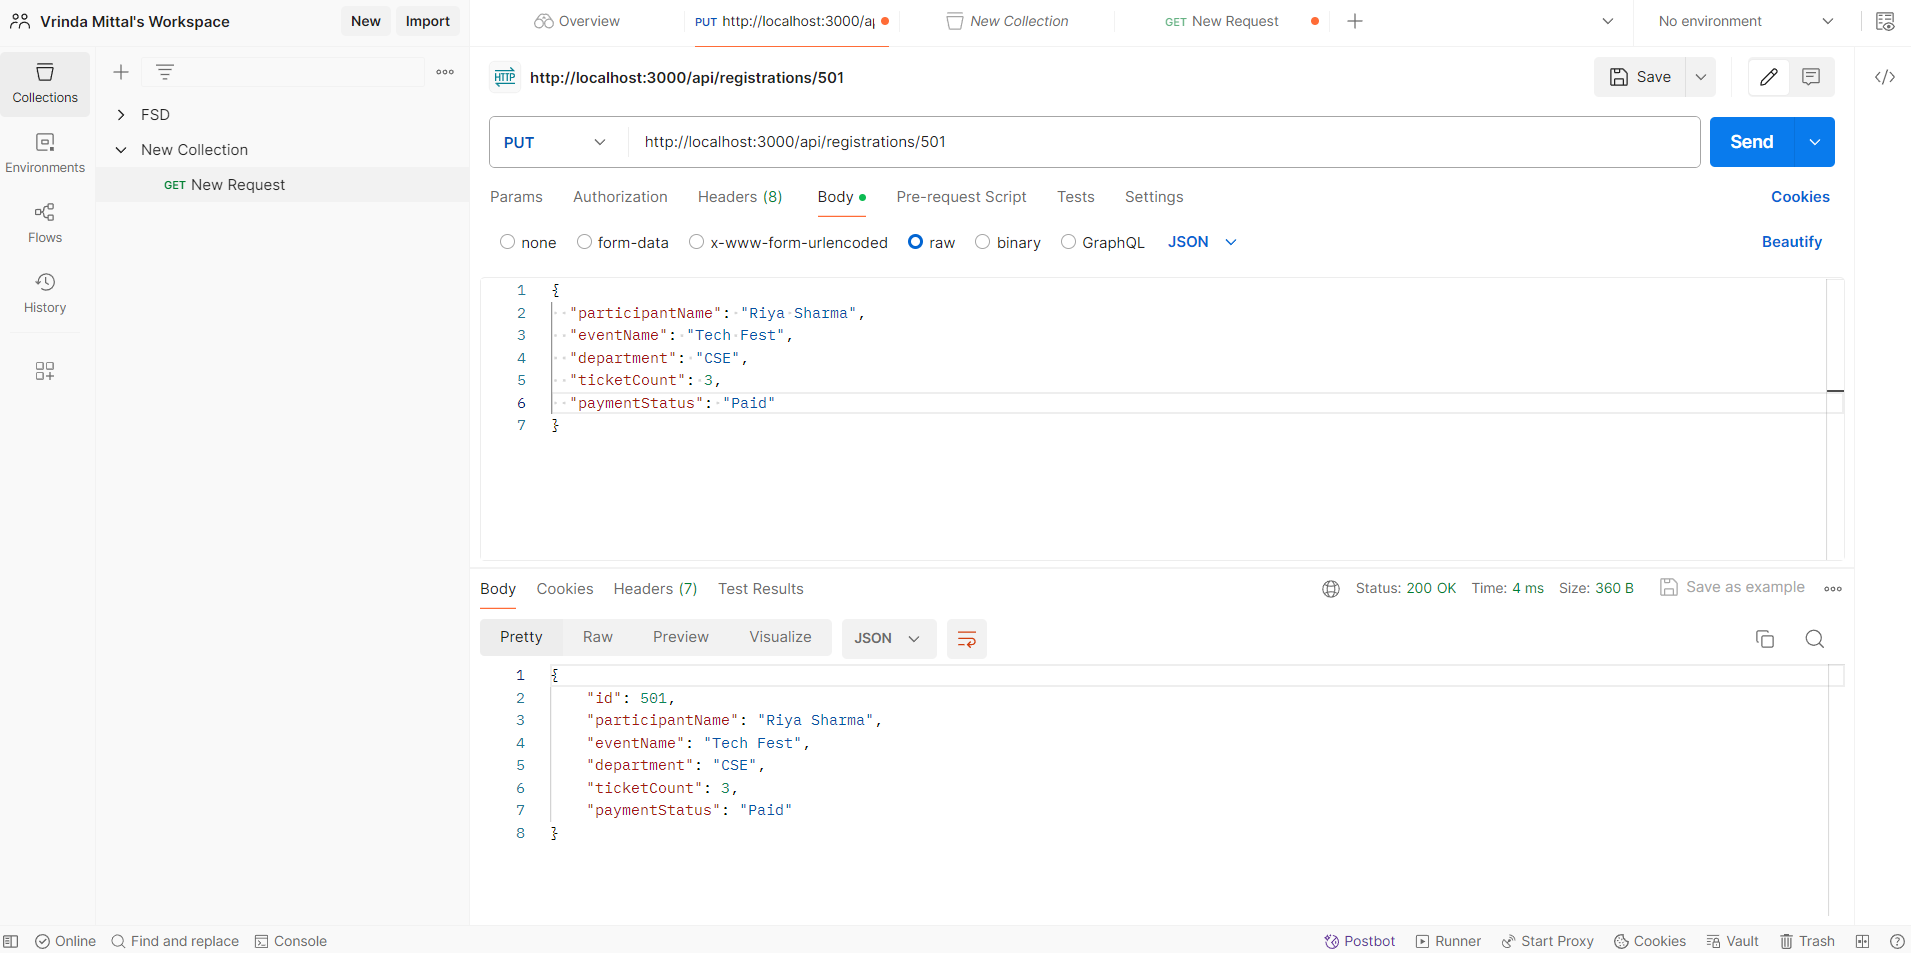 Vrinda Mittal's Workspace New Import
Overview PUT http://localhost:3000/ap New Collection GET New Request No environment
Collections
Environments
Flows
History
FSD
New Collection
GET New Request
HTTP http://localhost:3000/api/registrations/501 Save
PUT http://localhost:3000/api/registrations/501 Send
Params Authorization Headers (8) Body Pre-request Script Tests Settings Cookies
none form-data x-www-form-urlencoded raw binary GraphQL JSON Beautify
1 {
2 "participantName": "Riya Sharma",
3 "eventName": "Tech Fest",
4 "department": "CSE",
5 "ticketCount": 3,
6 "paymentStatus": "Paid"
7 }
Body Cookies Headers (7) Test Results Status: 200 OK Time: 4 ms Size: 360 B Save as example
Pretty Raw Preview Visualize JSON
1 {
2 "id": 501,
3 "participantName": "Riya Sharma",
4 "eventName": "Tech Fest",
5 "department": "CSE",
6 "ticketCount": 3,
7 "paymentStatus": "Paid"
8 }
Online Find and replace Console Postbot Runner Start Proxy Cookies Vault Trash